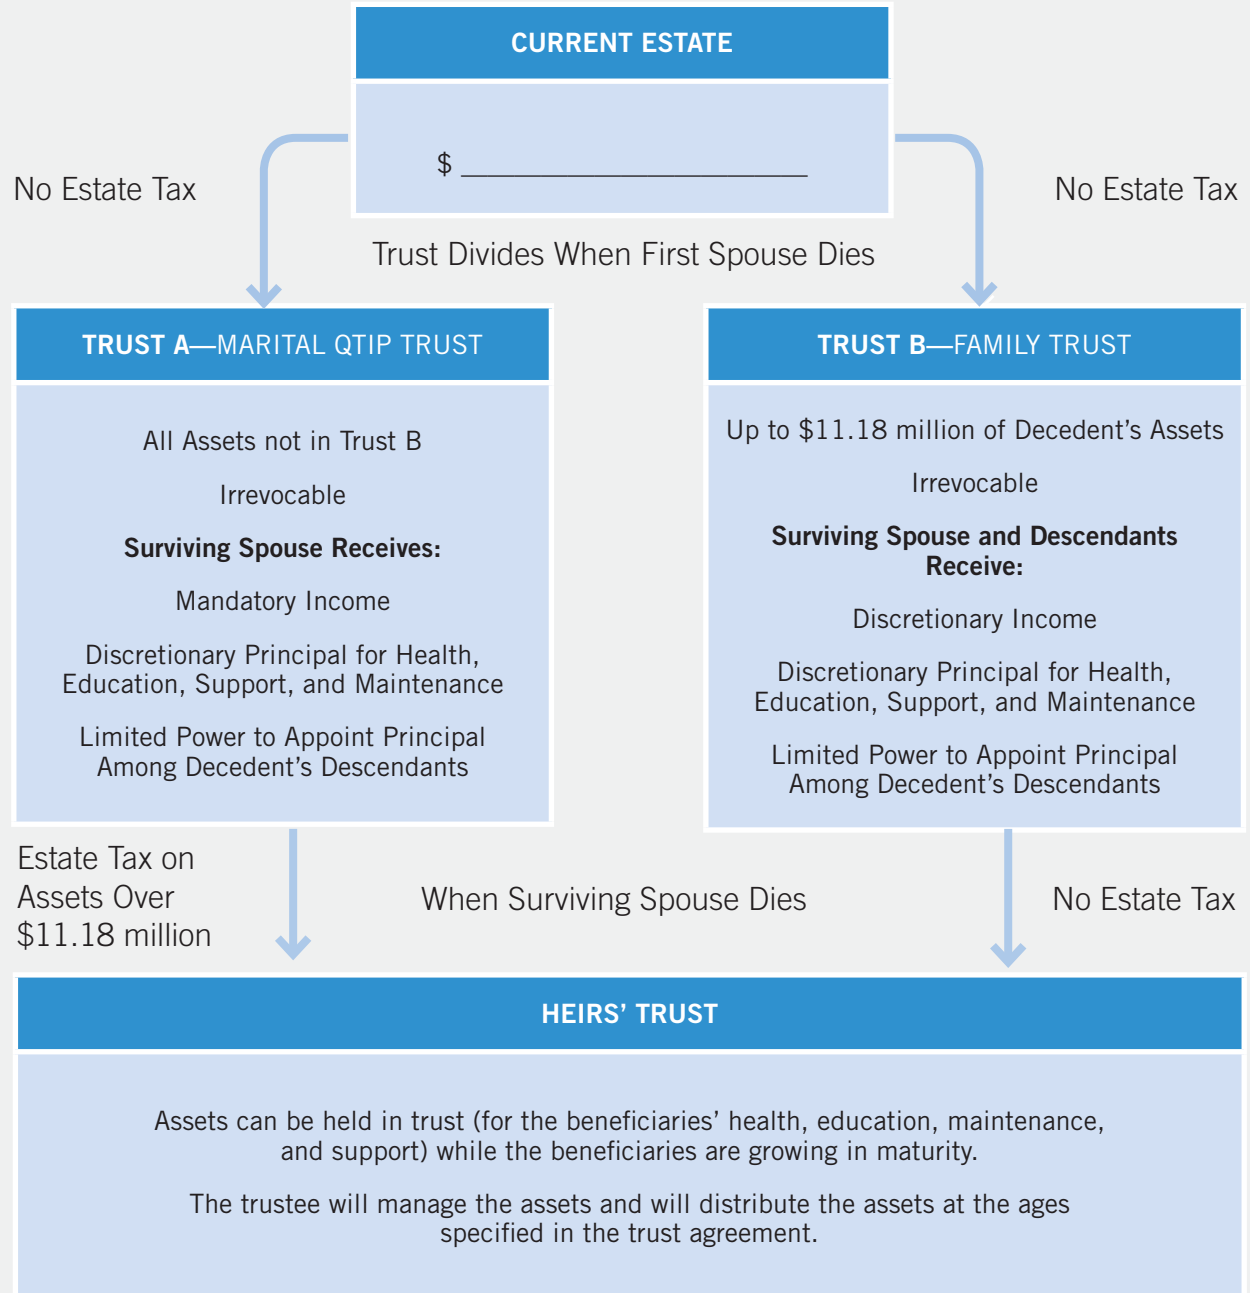 CURRENT ESTATE
$ ______________________
No Estate Tax
No Estate Tax
Trust Divides When First Spouse Dies
TRUST A—MARITAL QTIP TRUST
All Assets not in Trust B
Irrevocable
Surviving Spouse Receives:
Mandatory Income
Discretionary Principal for Health,
Education, Support, and Maintenance
Limited Power to Appoint Principal
Among Decedent’s Descendants
TRUST B—FAMILY TRUST
Up to $11.18 million of Decedent’s Assets
Irrevocable
Surviving Spouse and Descendants
Receive:
Discretionary Income
Discretionary Principal for Health,
Education, Support, and Maintenance
Limited Power to Appoint Principal
Among Decedent’s Descendants
Estate Tax on
Assets Over
$11.18 million
When Surviving Spouse Dies
No Estate Tax
HEIRS’ TRUST
Assets can be held in trust (for the beneficiaries’ health, education, maintenance,
and support) while the beneficiaries are growing in maturity.
The trustee will manage the assets and will distribute the assets at the ages
specified in the trust agreement.